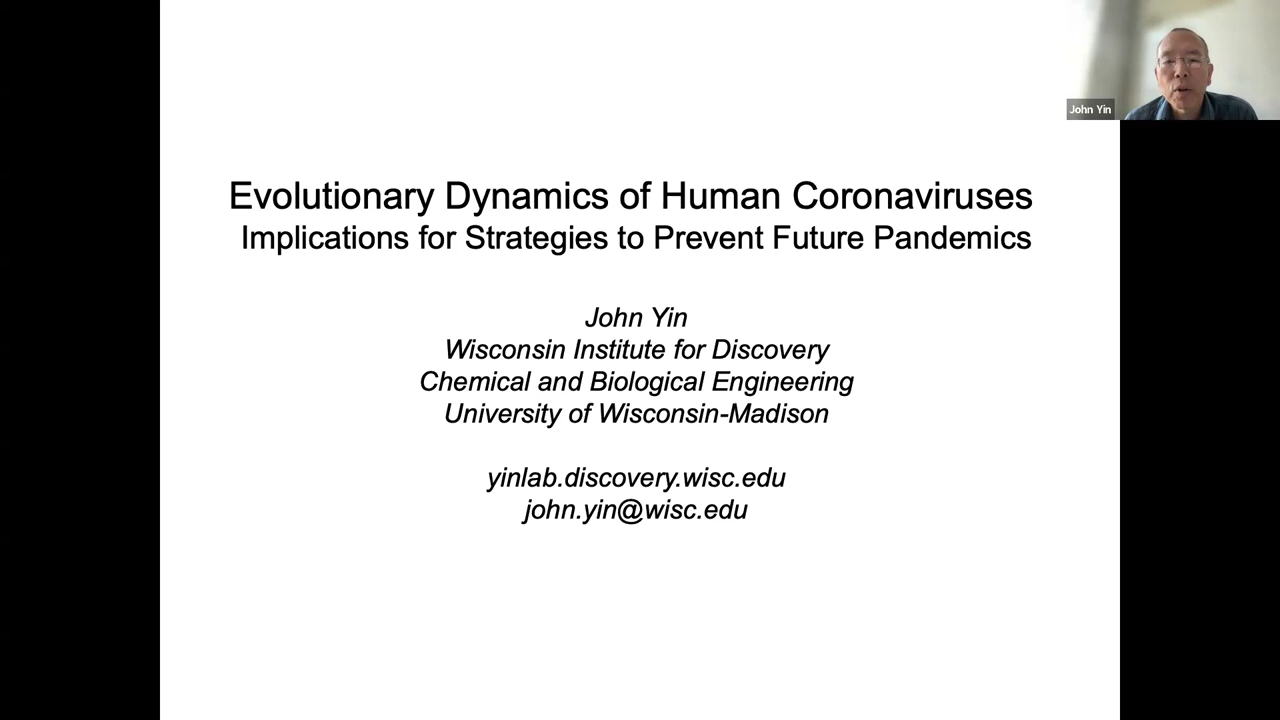 John Yin
Evolutionary Dynamics of Human Coronaviruses
Implications for Strategies to Prevent Future Pandemics
John Yin
Wisconsin Institute for Discovery
Chemical and Biological Engineering
University of Wisconsin-Madison
yinlab.discovery.wisc.edu
john.yin@wisc.edu